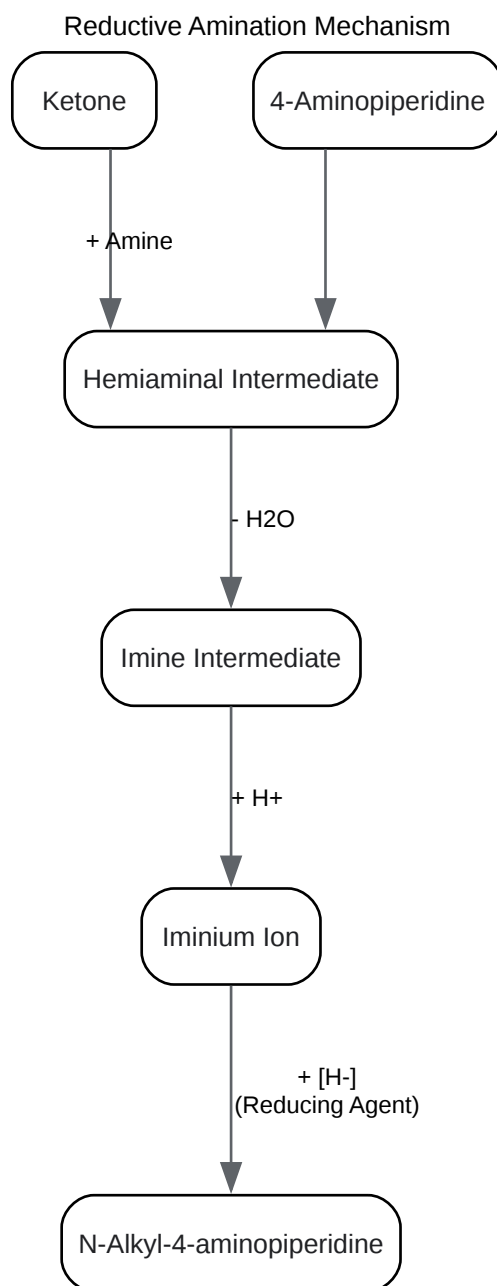 Reductive Amination Mechanism
Ketone
4-Aminopiperidine
+ Amine
Hemiaminal Intermediate
- H2O
Imine Intermediate
+ H+
Iminium Ion
+ [H-]
(Reducing Agent)
N-Alkyl-4-aminopiperidine